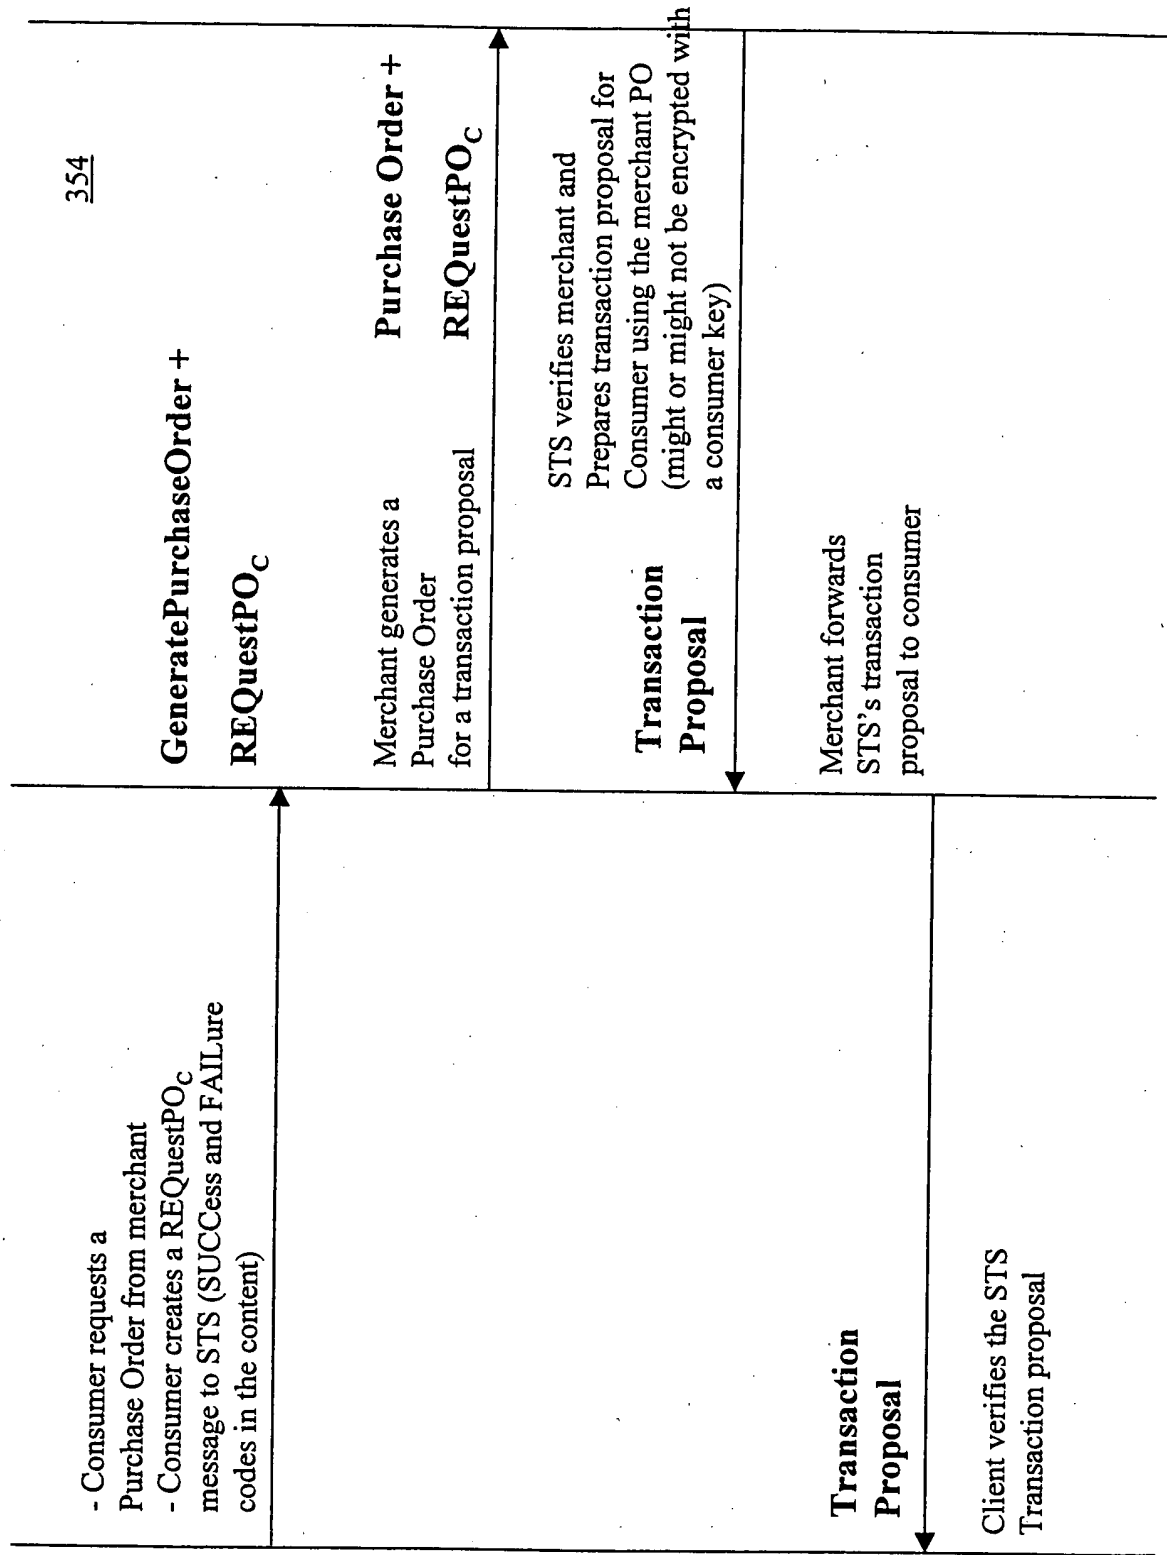 354
- Consumer requests a
Purchase Order from merchant
- Consumer creates a REQuestPOC
message to STS (SUCCess and FAILure
codes in the content)
GeneratePurchaseOrder +
REQuestPOC
Merchant generates a
Purchase Order
for a transaction proposal
Purchase Order +
REQuestPOC
STS verifies merchant and
Prepares transaction proposal for
Consumer using the merchant PO
(might or might not be encrypted with
a consumer key)
Transaction
Proposal
Merchant forwards
STS's transaction
proposal to consumer
Transaction
Proposal
Client verifies the STS
Transaction proposal